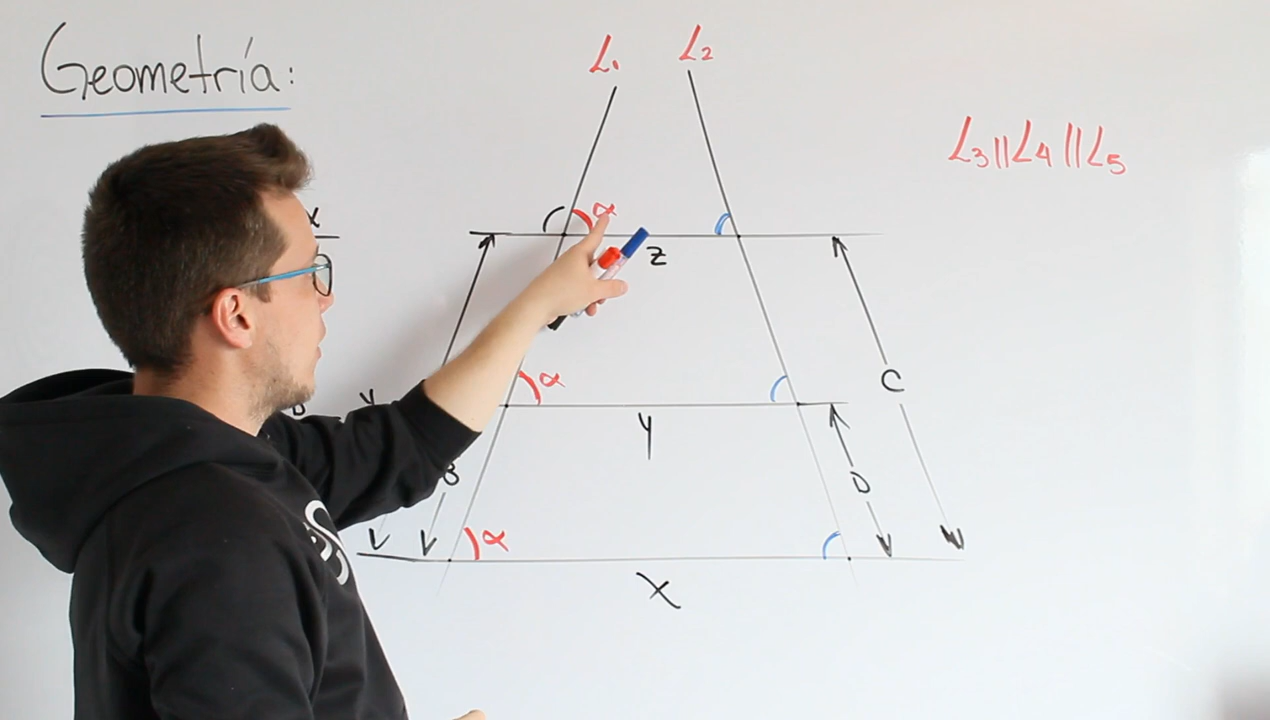 Geometría:
L₁ L₂
L₃ || L₄ || L₅
α
z
α
C
y
B
D
α
x